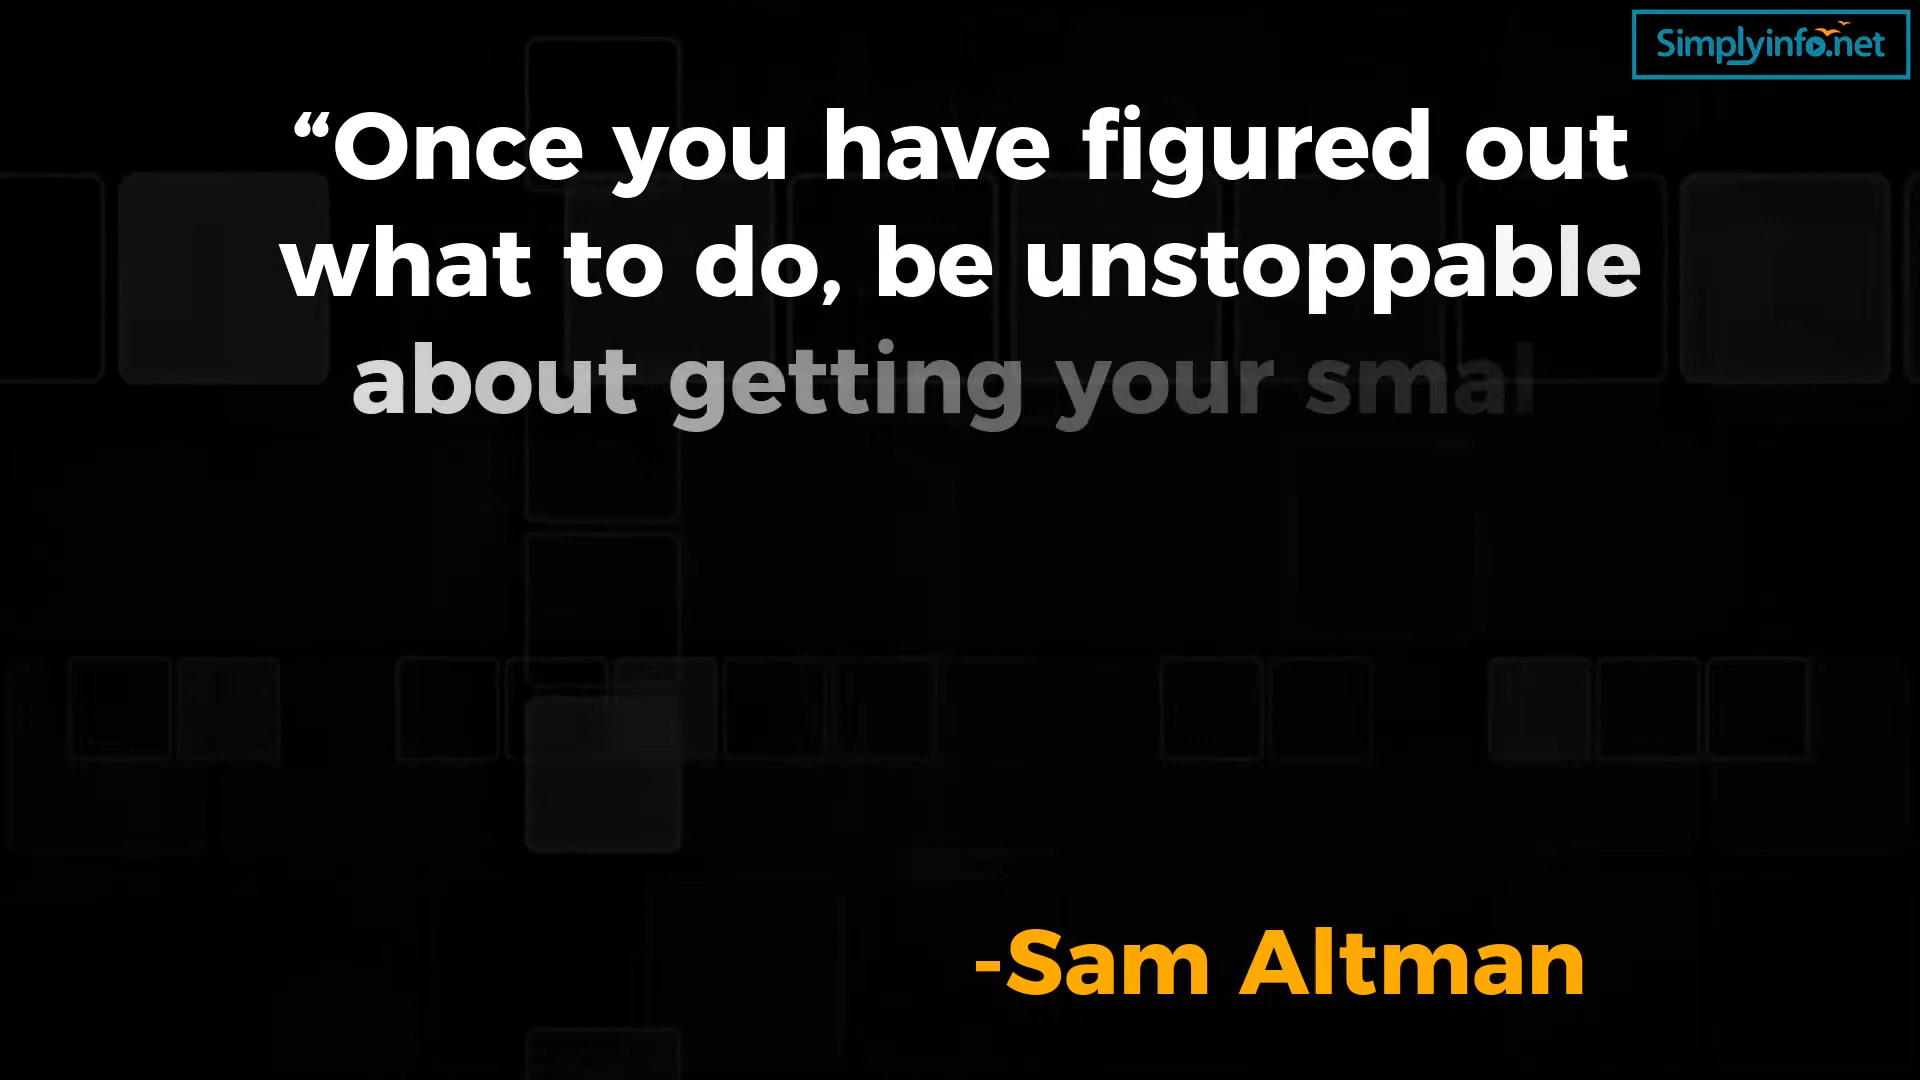 Simplyinfo.net
“Once you have figured out
what to do, be unstoppable
about getting your smal
-Sam Altman